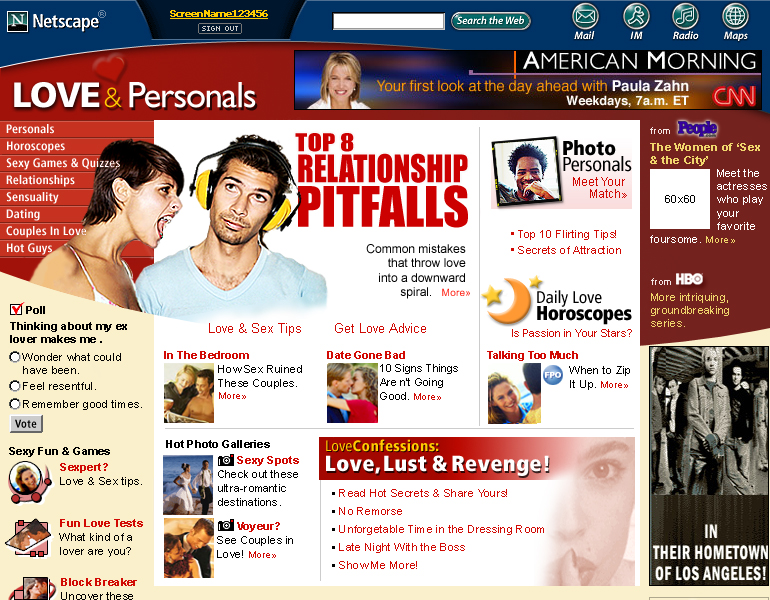 Netscape®
ScreenName123456
SIGN OUT
Search the Web
Mail
IM
Radio
Maps
LOVE & Personals
AMERICAN MORNING
Your first look at the day ahead with Paula Zahn
Weekdays, 7a.m. ET
CNN
Personals
Horoscopes
Sexy Games & Quizzes
Relationships
Sensuality
Dating
Couples In Love
Hot Guys
TOP 8
RELATIONSHIP
PITFALLS
Common mistakes
that throw love
into a downward
spiral. More»
Love & Sex Tips
Get Love Advice
Photo
Personals
Meet Your
Match»
• Top 10 Flirting Tips!
• Secrets of Attraction
Daily Love
Horoscopes
Is Passion in Your Stars?
from People
The Women of 'Sex
& the City'
60x60
Meet the
actresses
who play
your
favorite
foursome. More»
from HBO
More intriquing,
groundbreaking
series.
Poll
Thinking about my ex
lover makes me .
Wonder what could
have been.
Feel resentful.
Remember good times.
Vote
In The Bedroom
How Sex Ruined
These Couples.
More»
Date Gone Bad
10 Signs Things
Are n't Going
Good. More»
Talking Too Much
FPO
When to Zip
It Up. More»
Sexy Fun & Games
Sexpert?
Love & Sex tips.
Fun Love Tests
What kind of a
lover are you?
Block Breaker
Uncover these
Hot Photo Galleries
Sexy Spots
Check out these
ultra-romantic
destinations.
Voyeur?
See Couples in
Love! More»
LoveConfessions:
Love, Lust & Revenge!
▪ Read Hot Secrets & Share Yours!
▪ No Remorse
▪ Unforgetable Time in the Dressing Room
▪ Late Night With the Boss
▪ Show Me More!
IN
THEIR HOMETOWN
OF LOS ANGELES!